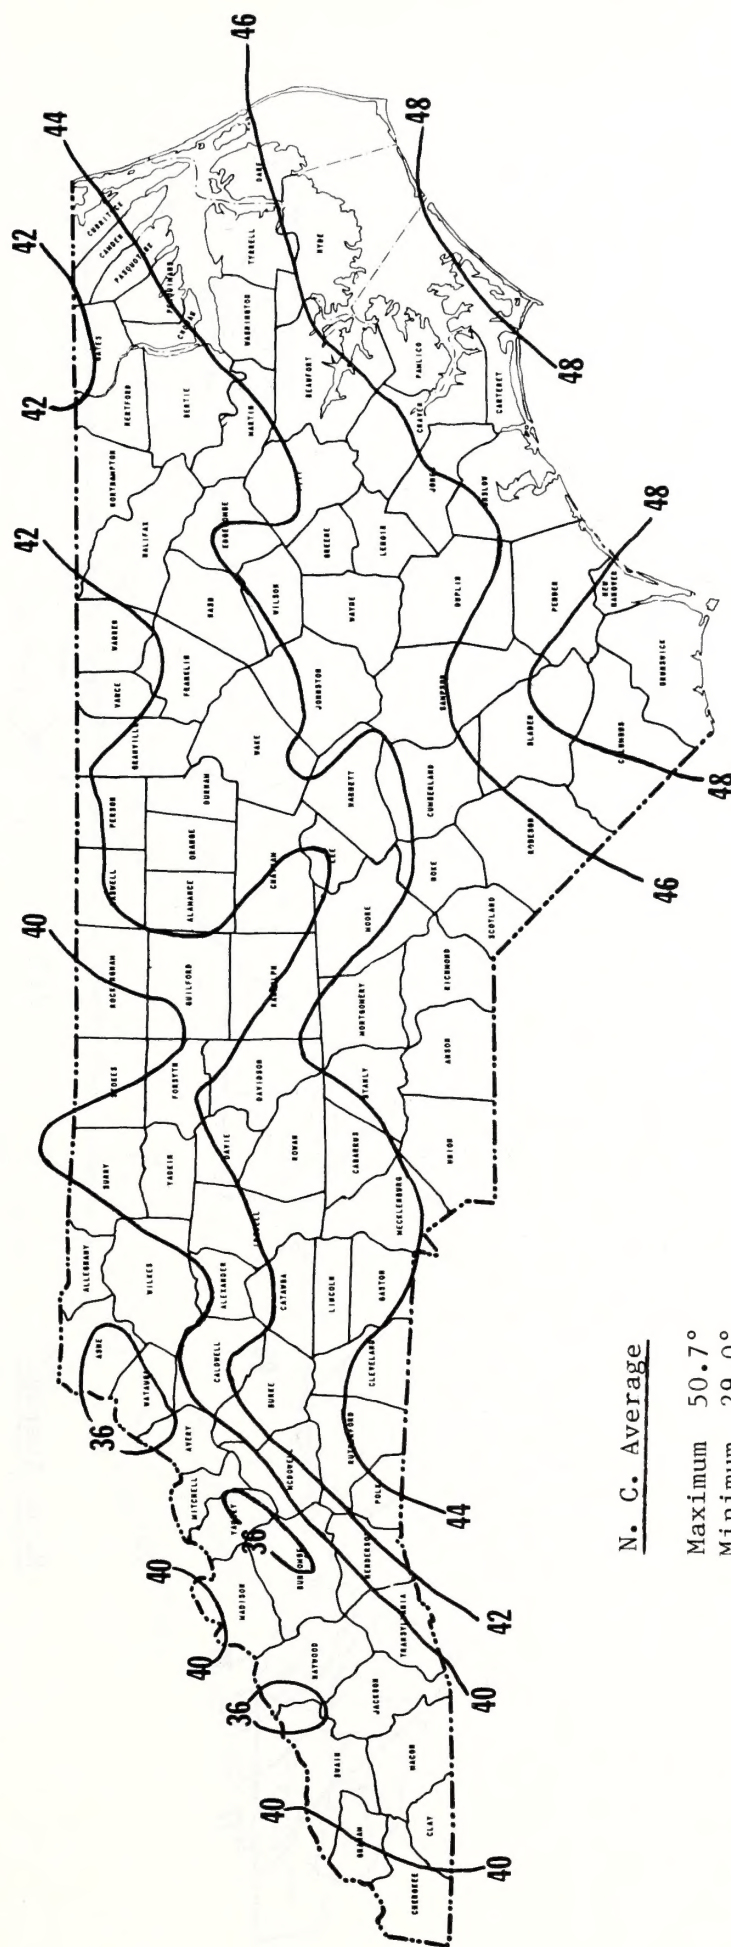 46
44
42
42
42
40
48
48
48
48
46
36
36
36
40
40
40
40
40
42
44
CURRITUCK
CAMDEN
PASQUOTANK
PERQUIMANS
CHOWAN
GATES
HERTFORD
BERTIE
NORTHAMPTON
HALIFAX
WARREN
VANCE
FRANKLIN
GRANVILLE
PERSON
ROCKINGHAM
STOKES
SURRY
ALLEGHANY
ASHE
WATAUGA
WILKES
YADKIN
FORSYTH
GUILFORD
ALAMANCE
ORANGE
DURHAM
WAKE
NASH
EDGECOMBE
MARTIN
WASHINGTON
TYRRELL
DARE
HYDE
BEAUFORT
WILSON
GREENE
PAMLICO
CRAVEN
CARTERET
JONES
ONSLOW
LENOIR
WAYNE
DUPLIN
JOHNSTON
SAMPSON
PENDER
NEW HANOVER
BRUNSWICK
COLUMBUS
BLADEN
CUMBERLAND
HARNETT
LEE
CHATHAM
RANDOLPH
DAVIDSON
DAVIE
ROWAN
ALEXANDER
CALDWELL
CATAWBA
BURKE
AVERY
MITCHELL
YANCEY
MADISON
BUNCOMBE
MCDOWELL
RUTHERFORD
POLK
CLEVELAND
LINCOLN
GASTON
MECKLENBURG
CABARRUS
STANLY
MONTGOMERY
MOORE
HOKE
ROBESON
SCOTLAND
RICHMOND
ANSON
UNION
HENDERSON
TRANSYLVANIA
HAYWOOD
JACKSON
SWAIN
MACON
GRAHAM
CLAY
CHEROKEE
N. C. Average
Maximum 50.7°
Minimum 29.0°